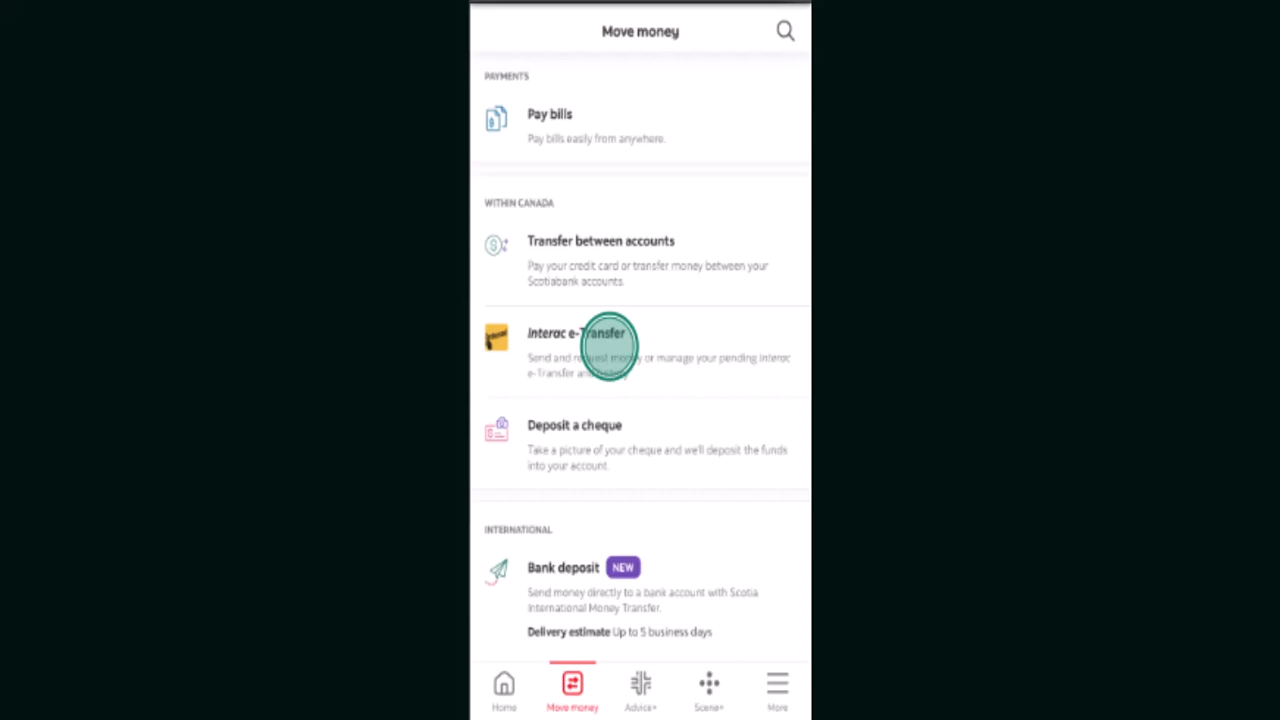 Move money
PAYMENTS
Pay bills
Pay bills easily from anywhere.
WITHIN CANADA
Transfer between accounts
Pay your credit card or transfer money between your
Scotiabank accounts.
Interac e-Transfer
Send and request money or manage your pending Interac
e-Transfer and
Deposit a cheque
Take a picture of your cheque and we'll deposit the funds
into your account.
INTERNATIONAL
Bank deposit NEW
Send money directly to a bank account with Scotia
International Money Transfer.
Delivery estimate Up to 5 business days
Home
Move money
Advice+
Scene+
More